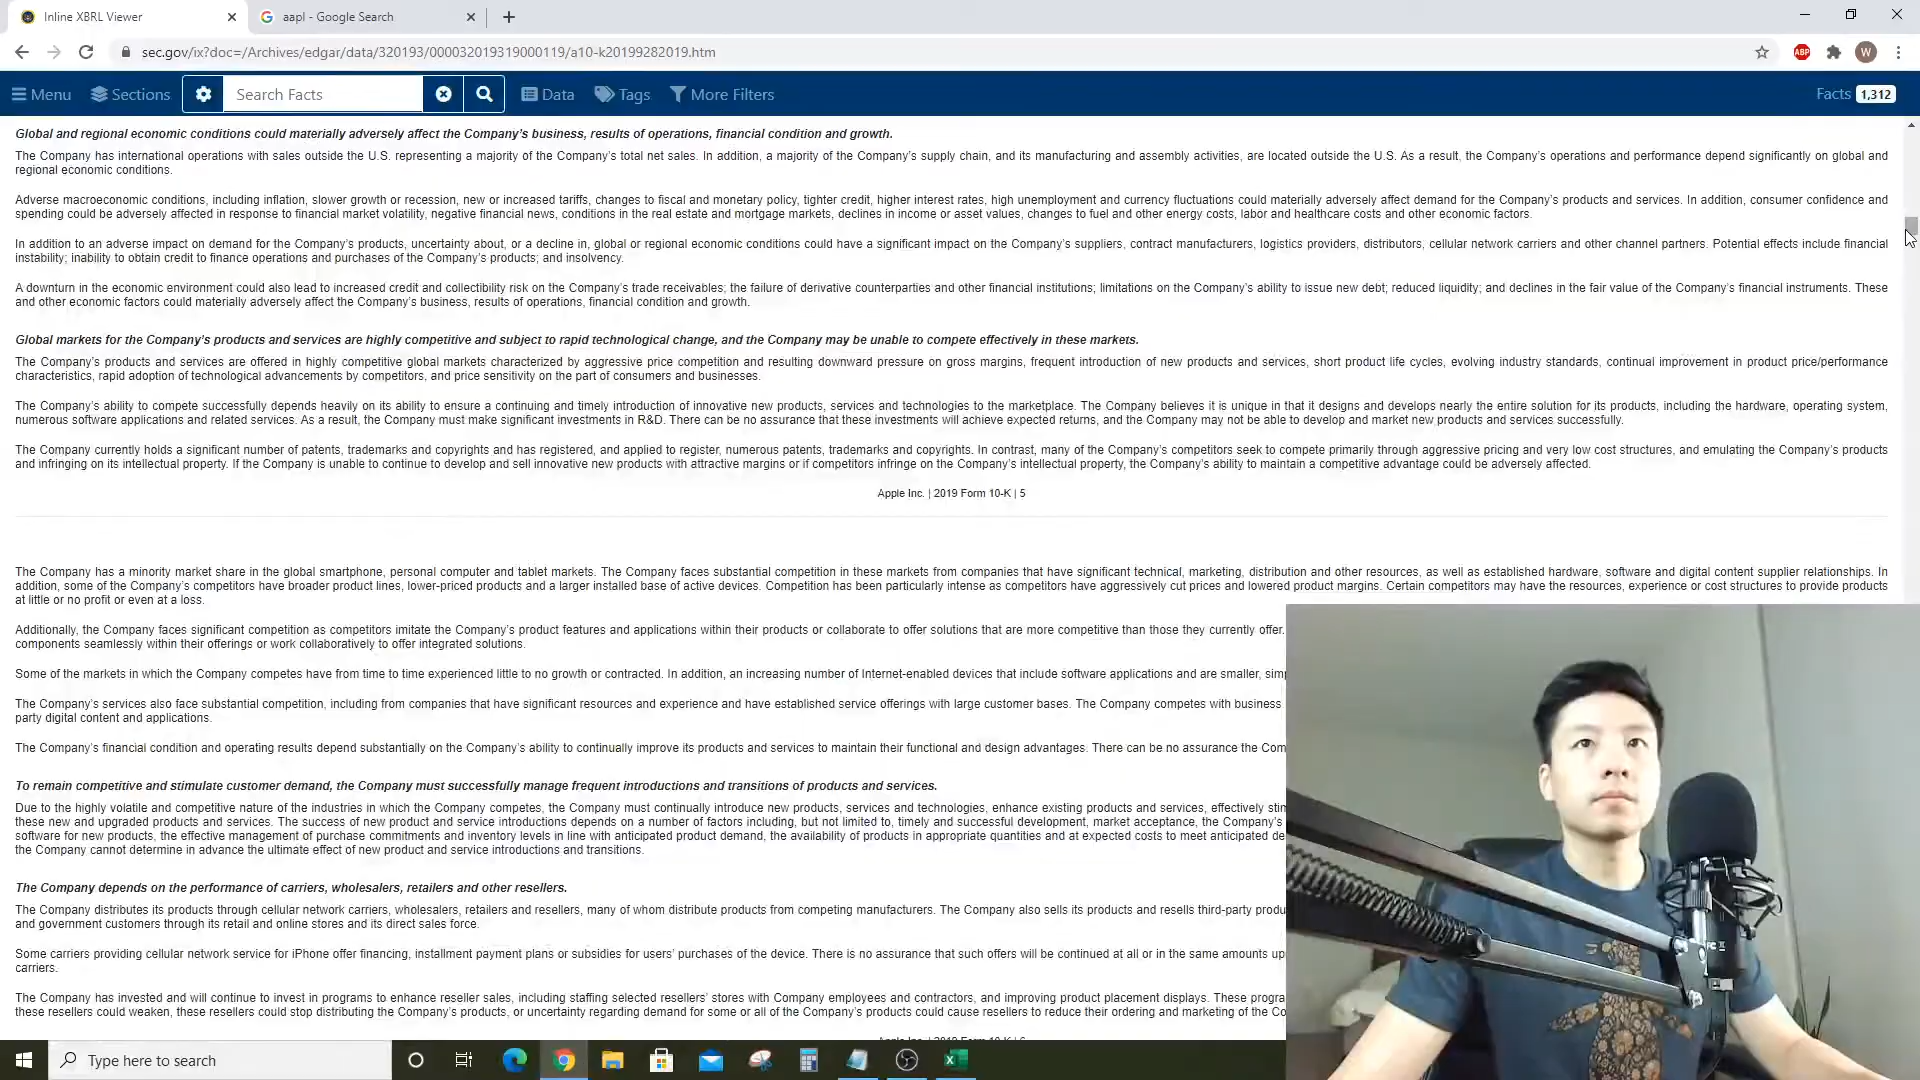 Inline XBRL Viewer
aapl - Google Search
sec.gov/ix?doc=/Archives/edgar/data/320193/000032019319000119/a10-k20199282019.htm
ABP
W
Menu
Sections
Search Facts
Data
Tags
More Filters
Facts 1,312
Global and regional economic conditions could materially adversely affect the Company's business, results of operations, financial condition and growth.
The Company has international operations with sales outside the U.S. representing a majority of the Company's total net sales. In addition, a majority of the Company's supply chain, and its manufacturing and assembly activities, are located outside the U.S. As a result, the Company's operations and performance depend significantly on global and
regional economic conditions.
Adverse macroeconomic conditions, including inflation, slower growth or recession, new or increased tariffs, changes to fiscal and monetary policy, tighter credit, higher interest rates, high unemployment and currency fluctuations could materially adversely affect demand for the Company's products and services. In addition, consumer confidence and
spending could be adversely affected in response to financial market volatility, negative financial news, conditions in the real estate and mortgage markets, declines in income or asset values, changes to fuel and other energy costs, labor and healthcare costs and other economic factors.
In addition to an adverse impact on demand for the Company's products, uncertainty about, or a decline in, global or regional economic conditions could have a significant impact on the Company's suppliers, contract manufacturers, logistics providers, distributors, cellular network carriers and other channel partners. Potential effects include financial
instability; inability to obtain credit to finance operations and purchases of the Company's products; and insolvency.
A downturn in the economic environment could also lead to increased credit and collectibility risk on the Company's trade receivables; the failure of derivative counterparties and other financial institutions; limitations on the Company's ability to issue new debt; reduced liquidity; and declines in the fair value of the Company's financial instruments. These
and other economic factors could materially adversely affect the Company's business, results of operations, financial condition and growth.
Global markets for the Company's products and services are highly competitive and subject to rapid technological change, and the Company may be unable to compete effectively in these markets.
The Company's products and services are offered in highly competitive global markets characterized by aggressive price competition and resulting downward pressure on gross margins, frequent introduction of new products and services, short product life cycles, evolving industry standards, continual improvement in product price/performance
characteristics, rapid adoption of technological advancements by competitors, and price sensitivity on the part of consumers and businesses.
The Company's ability to compete successfully depends heavily on its ability to ensure a continuing and timely introduction of innovative new products, services and technologies to the marketplace. The Company believes it is unique in that it designs and develops nearly the entire solution for its products, including the hardware, operating system,
numerous software applications and related services. As a result, the Company must make significant investments in R&D. There can be no assurance that these investments will achieve expected returns, and the Company may not be able to develop and market new products and services successfully.
The Company currently holds a significant number of patents, trademarks and copyrights and has registered, and applied to register, numerous patents, trademarks and copyrights. In contrast, many of the Company's competitors seek to compete primarily through aggressive pricing and very low cost structures, and emulating the Company's products
and infringing on its intellectual property. If the Company is unable to continue to develop and sell innovative new products with attractive margins or if competitors infringe on the Company's intellectual property, the Company's ability to maintain a competitive advantage could be adversely affected.
Apple Inc. | 2019 Form 10-K | 5
The Company has a minority market share in the global smartphone, personal computer and tablet markets. The Company faces substantial competition in these markets from companies that have significant technical, marketing, distribution and other resources, as well as established hardware, software and digital content supplier relationships. In
addition, some of the Company's competitors have broader product lines, lower-priced products and a larger installed base of active devices. Competition has been particularly intense as competitors have aggressively cut prices and lowered product margins. Certain competitors may have the resources, experience or cost structures to provide products
at little or no profit or even at a loss.
Additionally, the Company faces significant competition as competitors imitate the Company's product features and applications within their products or collaborate to offer solutions that are more competitive than those they currently offer.
components seamlessly within their offerings or work collaboratively to offer integrated solutions.
Some of the markets in which the Company competes have from time to time experienced little to no growth or contracted. In addition, an increasing number of Internet-enabled devices that include software applications and are smaller, sim
The Company's services also face substantial competition, including from companies that have significant resources and experience and have established service offerings with large customer bases. The Company competes with business
party digital content and applications.
The Company's financial condition and operating results depend substantially on the Company's ability to continually improve its products and services to maintain their functional and design advantages. There can be no assurance the Com
To remain competitive and stimulate customer demand, the Company must successfully manage frequent introductions and transitions of products and services.
Due to the highly volatile and competitive nature of the industries in which the Company competes, the Company must continually introduce new products, services and technologies, enhance existing products and services, effectively stim
these new and upgraded products and services. The success of new product and service introductions depends on a number of factors including, but not limited to, timely and successful development, market acceptance, the Company's
software for new products, the effective management of purchase commitments and inventory levels in line with anticipated product demand, the availability of products in appropriate quantities and at expected costs to meet anticipated de
the Company cannot determine in advance the ultimate effect of new product and service introductions and transitions.
The Company depends on the performance of carriers, wholesalers, retailers and other resellers.
The Company distributes its products through cellular network carriers, wholesalers, retailers and resellers, many of whom distribute products from competing manufacturers. The Company also sells its products and resells third-party produ
and government customers through its retail and online stores and its direct sales force.
Some carriers providing cellular network service for iPhone offer financing, installment payment plans or subsidies for users' purchases of the device. There is no assurance that such offers will be continued at all or in the same amounts up
carriers.
The Company has invested and will continue to invest in programs to enhance reseller sales, including staffing selected resellers' stores with Company employees and contractors, and improving product placement displays. These progra
these resellers could weaken, these resellers could stop distributing the Company's products, or uncertainty regarding demand for some or all of the Company's products could cause resellers to reduce their ordering and marketing of the Co
Type here to search